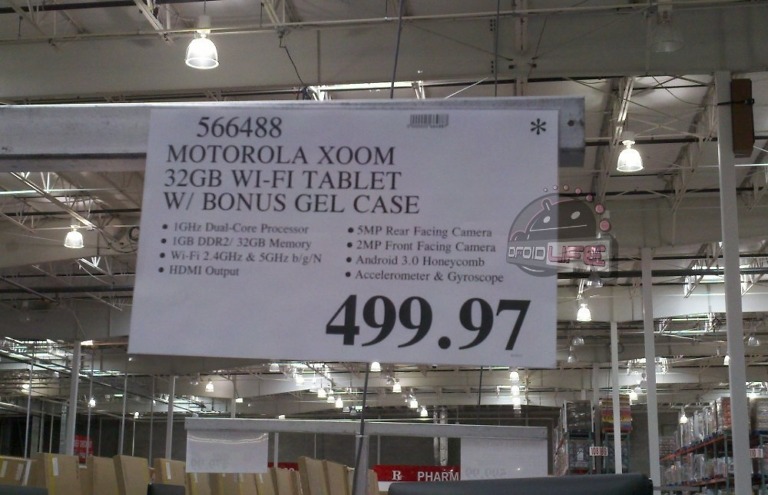 566488
*
MOTOROLA XOOM
32GB WI-FI TABLET
W/ BONUS GEL CASE
• 1GHz Dual-Core Processor
• 1GB DDR2/ 32GB Memory
• Wi-Fi 2.4GHz & 5GHz b/g/N
• HDMI Output
• 5MP Rear Facing Camera
• 2MP Front Facing Camera
• Android 3.0 Honeycomb
• Accelerometer & Gyroscope
499.97
DROID LIFE
PHARM